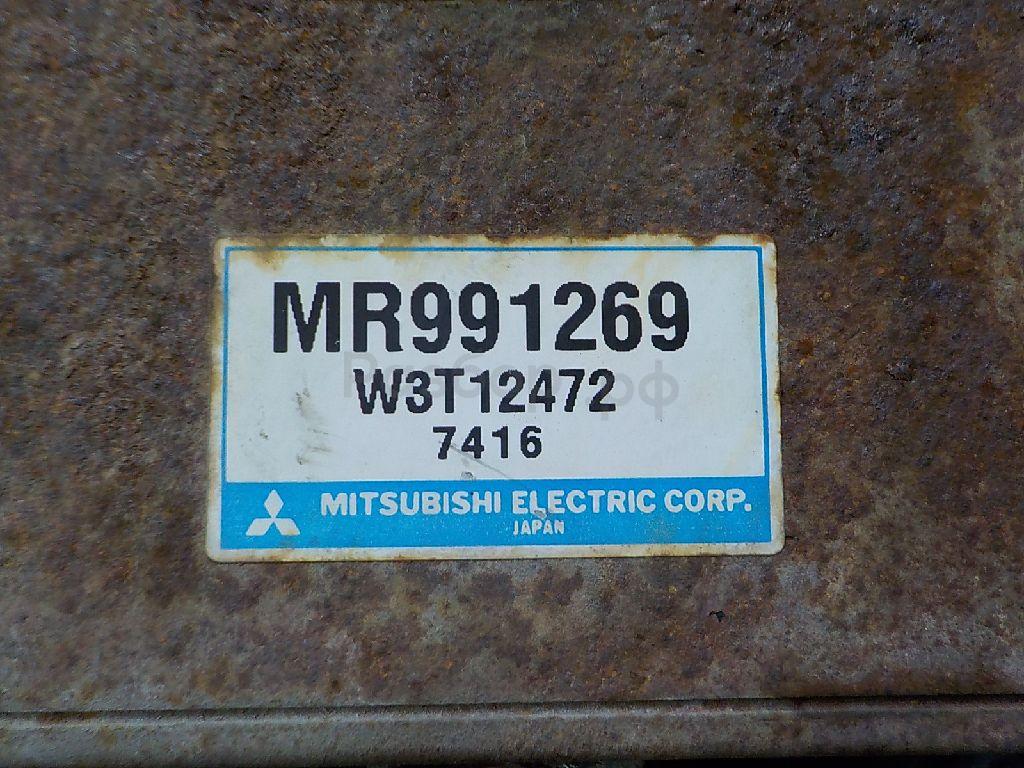 MR991269
W3T12472
7416
MITSUBISHI ELECTRIC CORP.
JAPAN